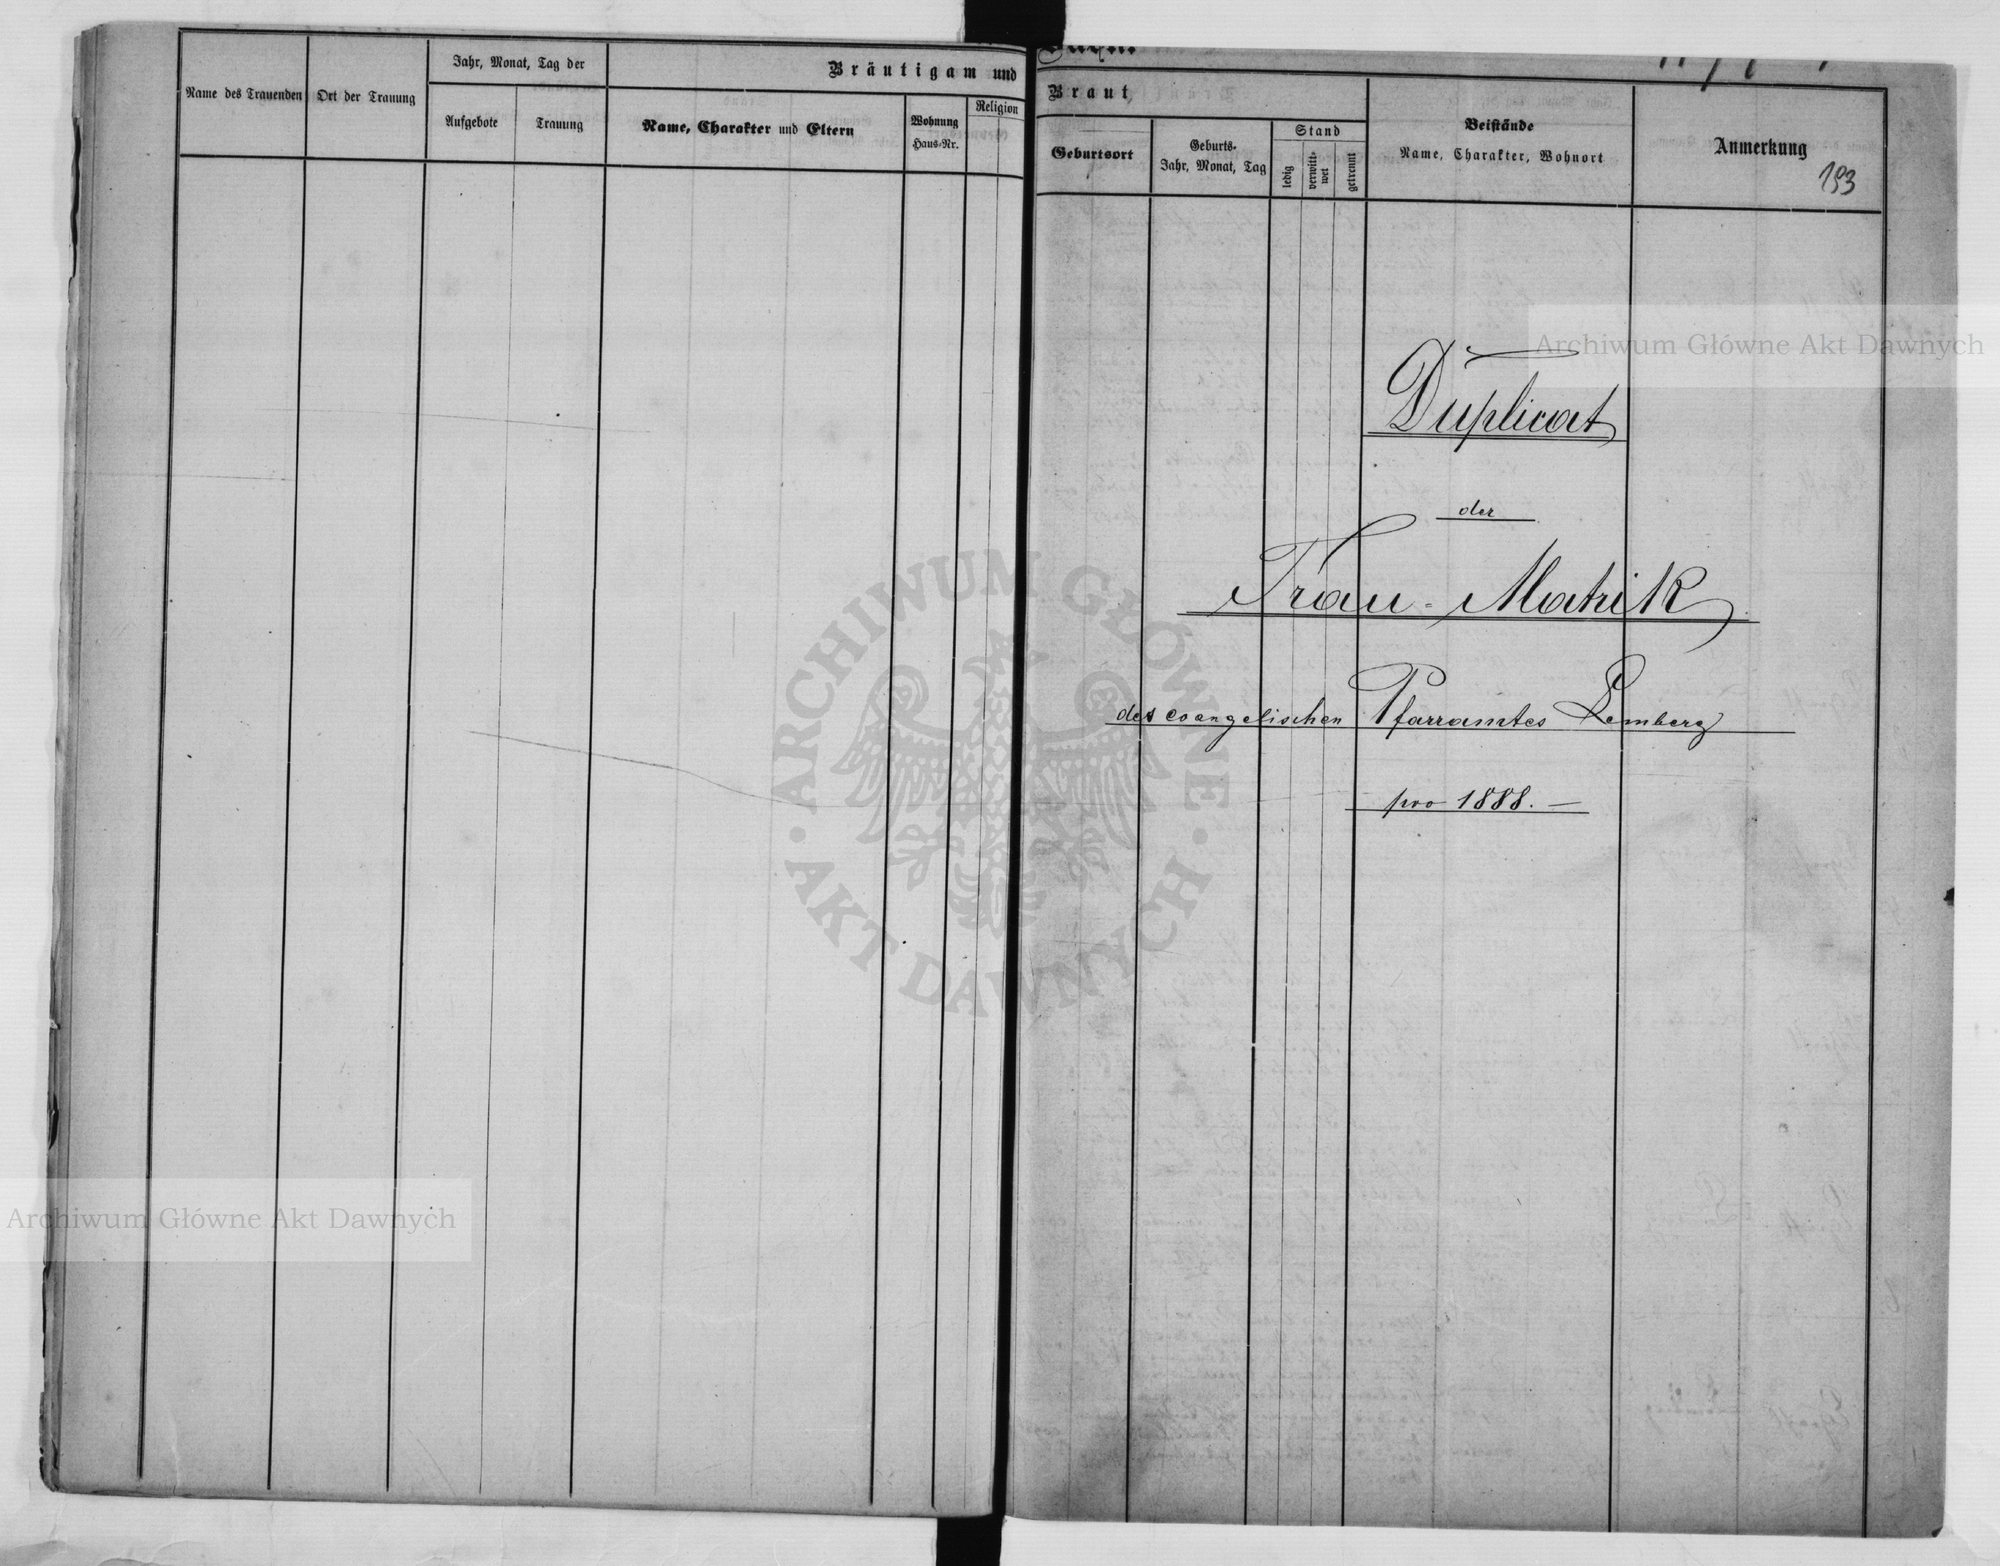 Name des Trauenden
Ort der Trauung
Jahr, Monat, Tag der
Aufgebote
Trauung
Bräutigam und
Name, Charakter und Eltern
Wohnung
Haus-Nr.
Religion
Braut
Geburtsort
Geburts-
Jahr, Monat, Tag
Stand
ledig
verwitt-
wet
getrennt
Beistände
Name, Charakter, Wohnort
Anmerkung
193
Duplicat
der
Trau-Matrik
des evangelischen Pfarramtes Lemberg
pro 1888. —
Archiwum Główne Akt Dawnych
ARCHIWUM GŁÓWNE
AKT DAWNYCH
Archiwum Główne Akt Dawnych